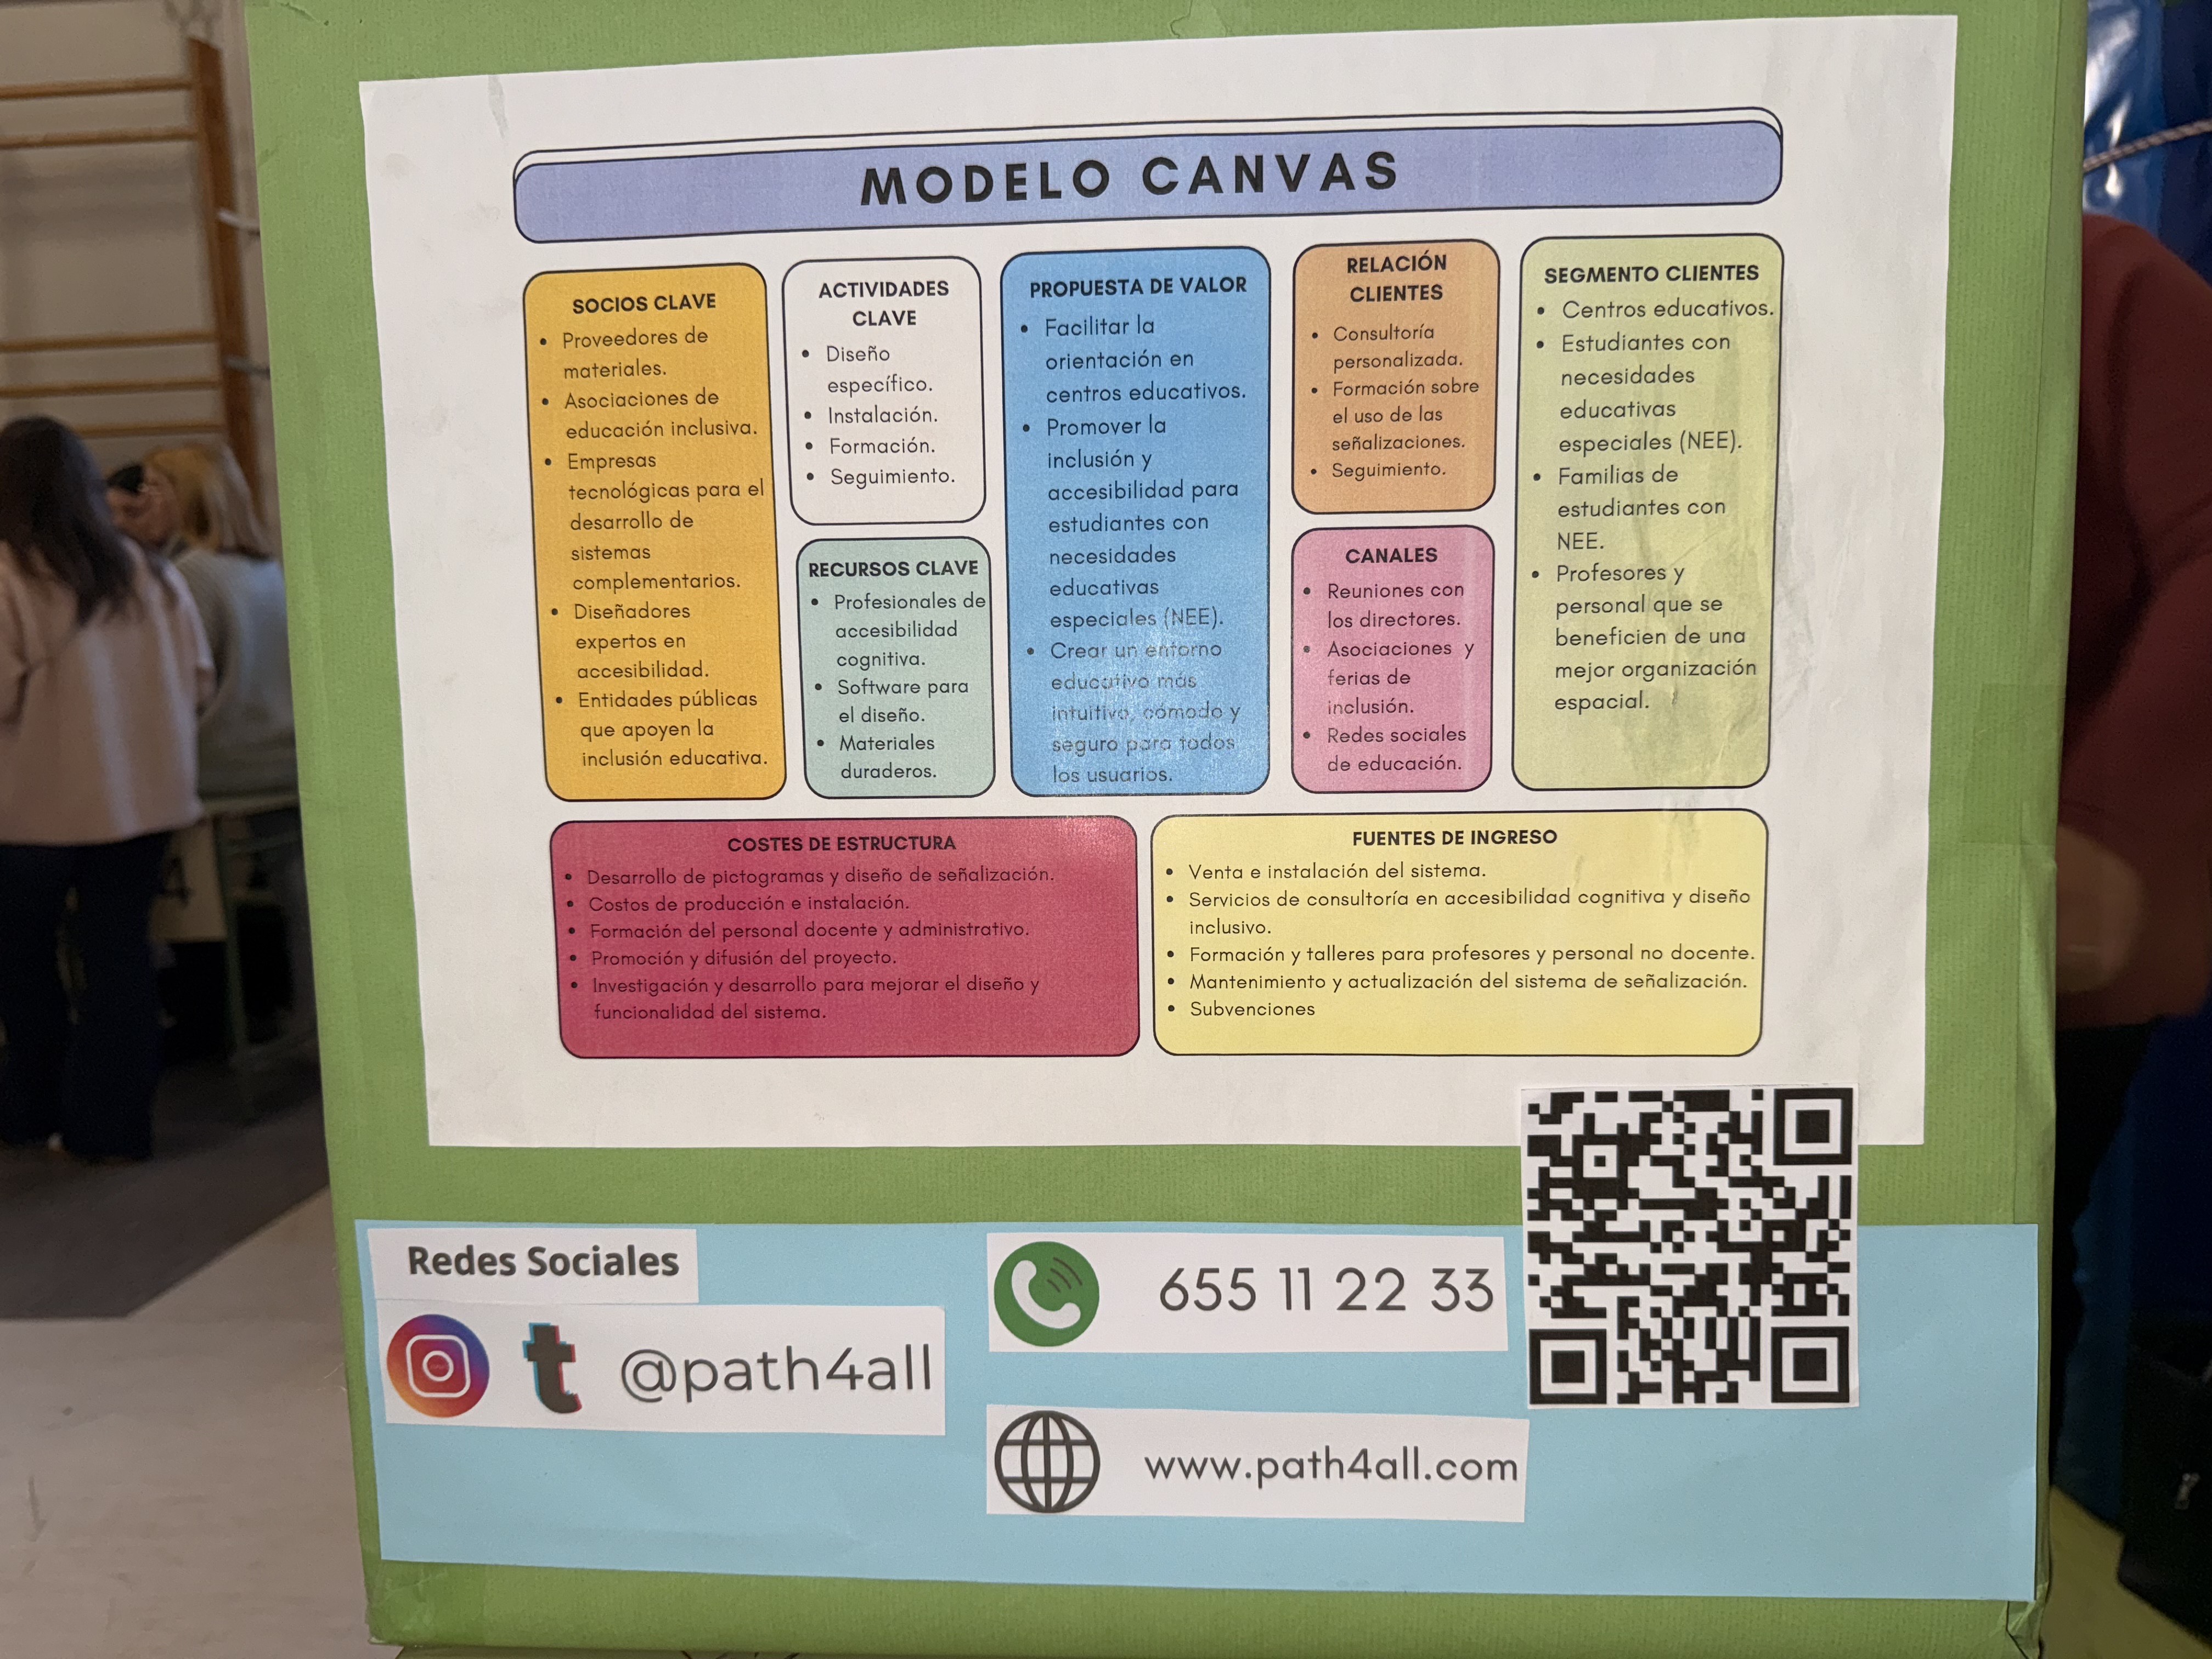 MODELO CANVAS
SOCIOS CLAVE
• Proveedores de
materiales.
• Asociaciones de
educación inclusiva.
• Empresas
tecnológicas para el
desarrollo de
sistemas
complementarios.
• Diseñadores
expertos en
accesibilidad.
• Entidades públicas
que apoyen la
inclusión educativa.
ACTIVIDADES
CLAVE
• Diseño
específico.
• Instalación.
• Formación.
• Seguimiento.
RECURSOS CLAVE
• Profesionales de
accesibilidad
cognitiva.
• Software para
el diseño.
• Materiales
duraderos.
PROPUESTA DE VALOR
• Facilitar la
orientación en
centros educativos.
• Promover la
inclusión y
accesibilidad para
estudiantes con
necesidades
educativas
especiales (NEE).
• Crear un entorno
educativo más
intuitivo, cómodo y
seguro para todos
los usuarios.
RELACIÓN
CLIENTES
• Consultoría
personalizada.
• Formación sobre
el uso de las
señalizaciones.
• Seguimiento.
CANALES
• Reuniones con
los directores.
• Asociaciones y
ferias de
inclusión.
• Redes sociales
de educación.
SEGMENTO CLIENTES
• Centros educativos.
• Estudiantes con
necesidades
educativas
especiales (NEE).
• Familias de
estudiantes con
NEE.
• Profesores y
personal que se
beneficien de una
mejor organización
espacial.
COSTES DE ESTRUCTURA
• Desarrollo de pictogramas y diseño de señalización.
• Costos de producción e instalación.
• Formación del personal docente y administrativo.
• Promoción y difusión del proyecto.
• Investigación y desarrollo para mejorar el diseño y
funcionalidad del sistema.
FUENTES DE INGRESO
• Venta e instalación del sistema.
• Servicios de consultoría en accesibilidad cognitiva y diseño
inclusivo.
• Formación y talleres para profesores y personal no docente.
• Mantenimiento y actualización del sistema de señalización.
• Subvenciones
Redes Sociales
t @path4all
655 11 22 33
www.path4all.com